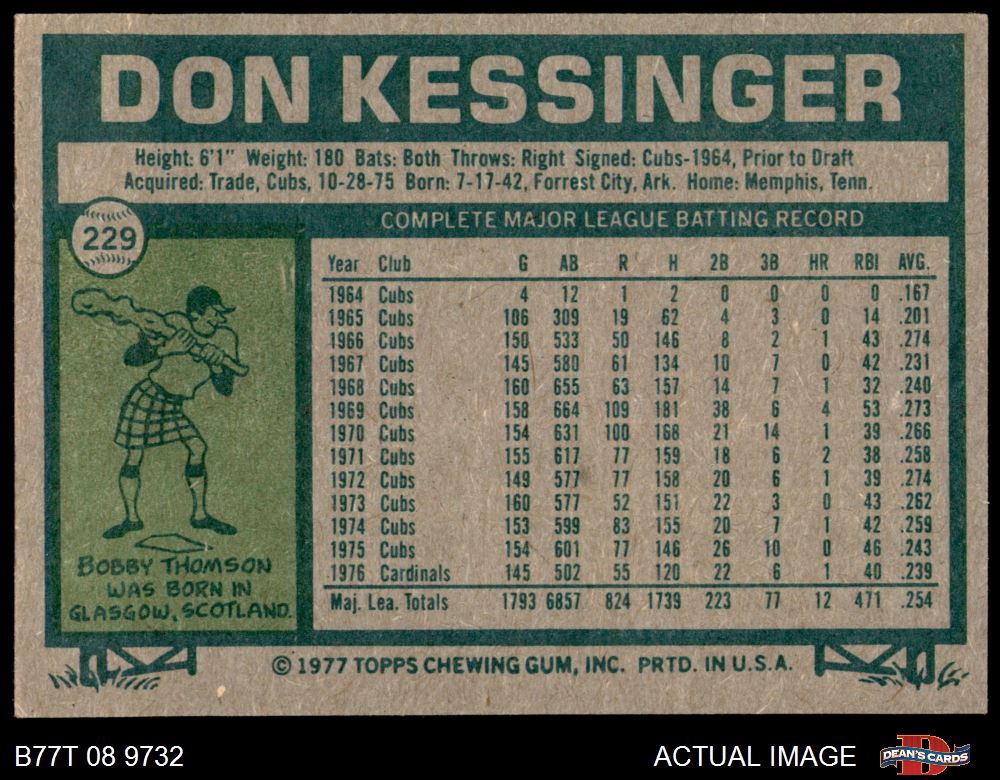 DON KESSINGER
Height: 6'1" Weight: 180 Bats: Both Throws: Right Signed: Cubs-1964, Prior to Draft
Acquired: Trade, Cubs, 10-28-75 Born: 7-17-42, Forrest City, Ark. Home: Memphis, Tenn.
229
COMPLETE MAJOR LEAGUE BATTING RECORD
Year Club G AB R H 2B 3B HR RBI AVG.
1964 Cubs 4 12 1 2 0 0 0 0 .167
1965 Cubs 106 309 19 62 4 3 0 14 .201
1966 Cubs 150 533 50 146 8 2 1 43 .274
1967 Cubs 145 580 61 134 10 7 0 42 .231
1968 Cubs 160 655 63 157 14 7 1 32 .240
1969 Cubs 158 664 109 181 38 6 4 53 .273
1970 Cubs 154 631 100 168 21 14 1 39 .266
1971 Cubs 155 617 77 159 18 6 2 38 .258
1972 Cubs 149 577 77 158 20 6 1 39 .274
1973 Cubs 160 577 52 151 22 3 0 43 .262
1974 Cubs 153 599 83 155 20 7 1 42 .259
1975 Cubs 154 601 77 146 26 10 0 46 .243
1976 Cardinals 145 502 55 120 22 6 1 40 .239
Maj. Lea. Totals 1793 6857 824 1739 223 77 12 471 .254
BOBBY THOMSON
WAS BORN IN
GLASGOW, SCOTLAND.
© 1977 TOPPS CHEWING GUM, INC. PRTD. IN U.S.A.
B77T 08 9732
ACTUAL IMAGE
DEAN'S CARDS